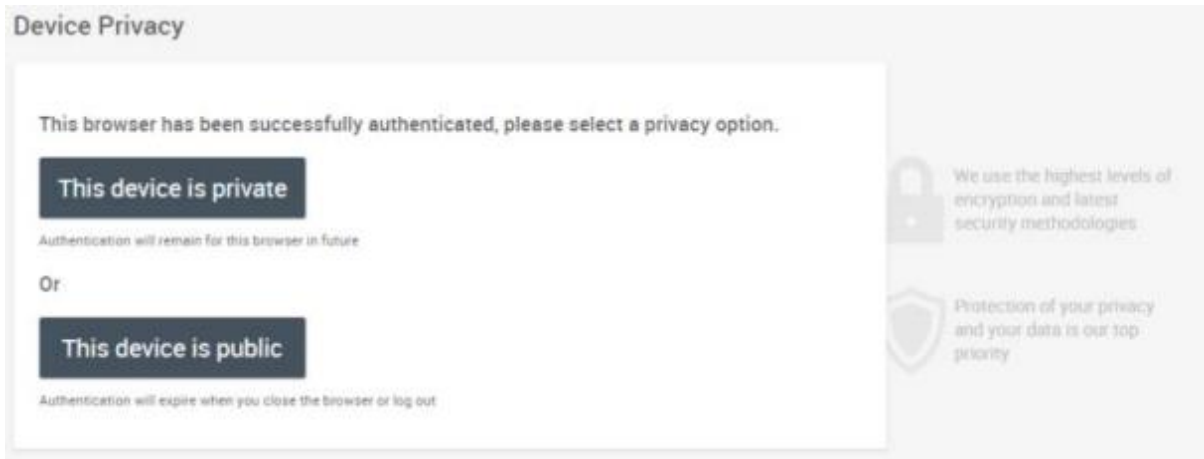 Device Privacy
This browser has been successfully authenticated, please select a privacy option.
This device is private
Authentication will remain for this browser in future
Or
This device is public
Authentication will expire when you close the browser or log out
We use the highest levels of
encryption and latest
security methodologies
Protection of your privacy
and your data is our top
priority